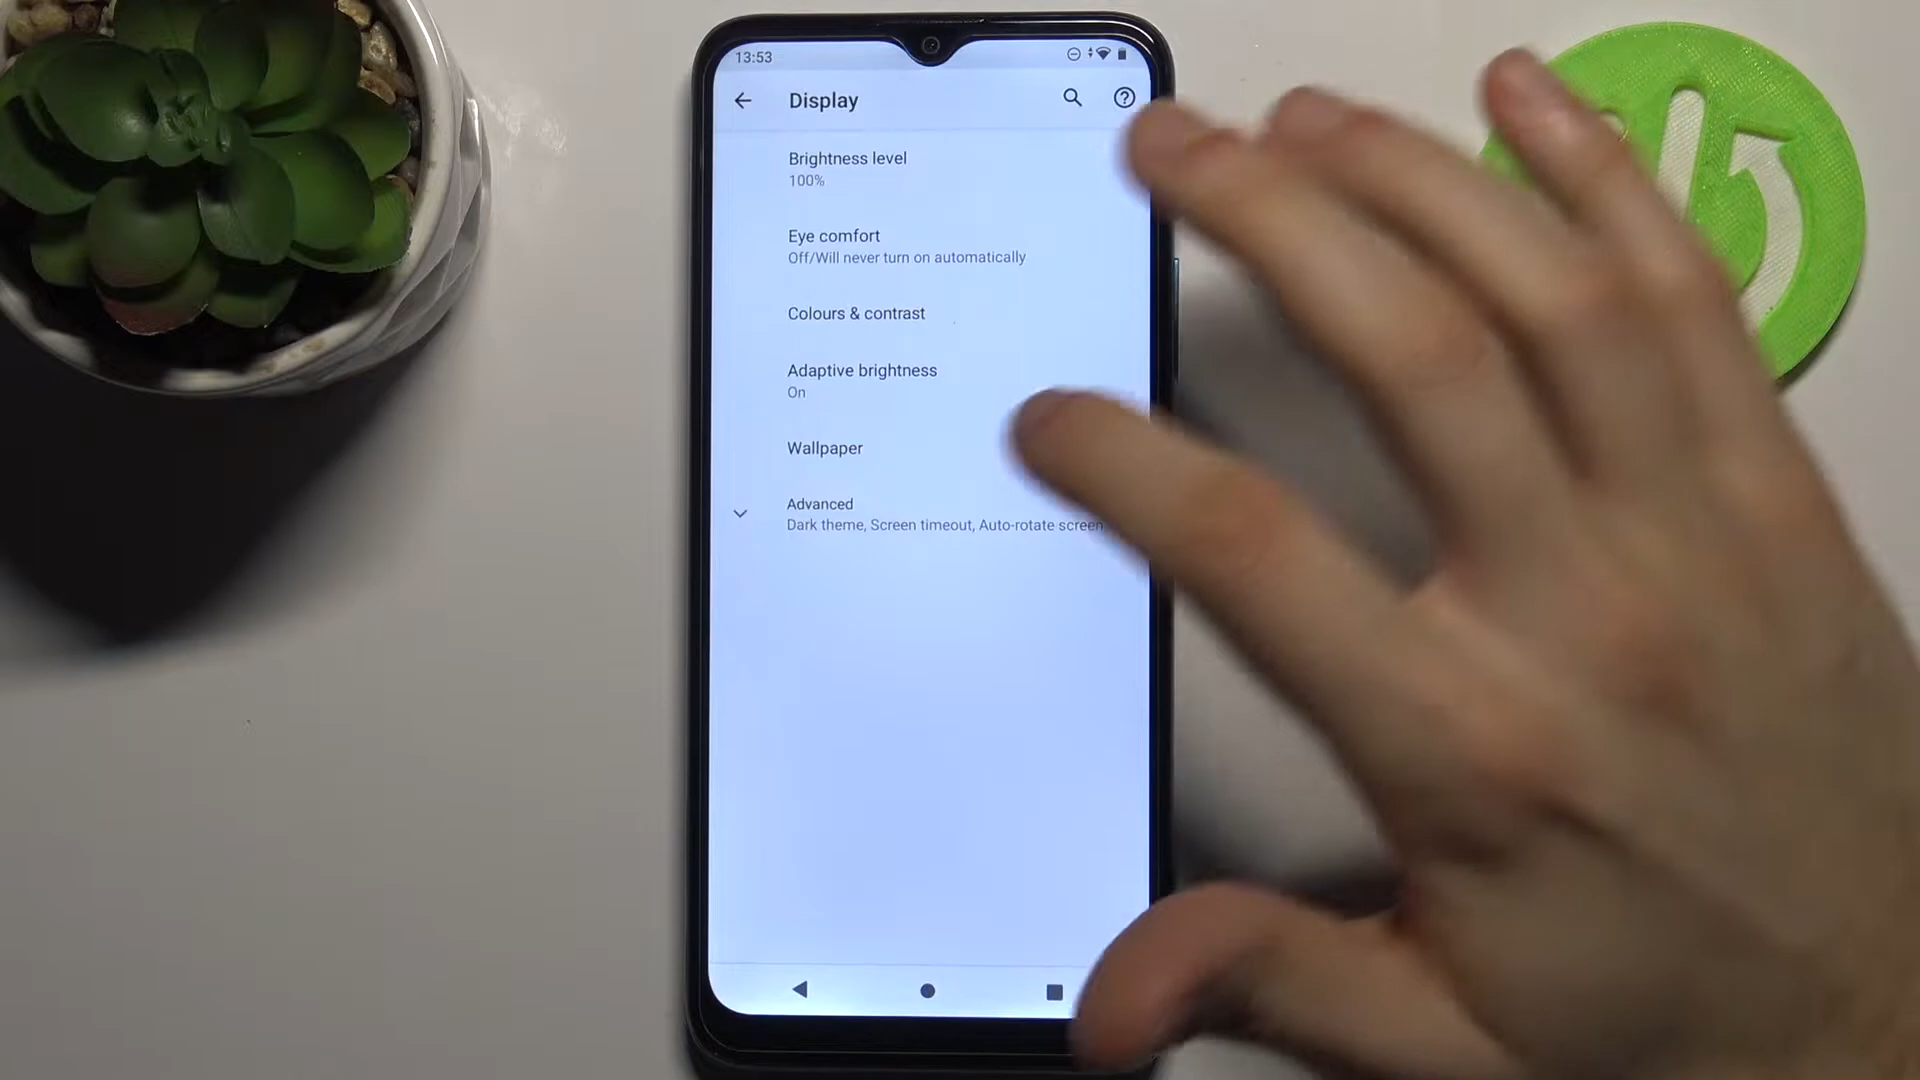 13:53
Display
Brightness level
100%
Eye comfort
Off/Will never turn on automatically
Colours & contrast
Adaptive brightness
On
Wallpaper
Advanced
Dark theme, Screen timeout, Auto-rotate screen